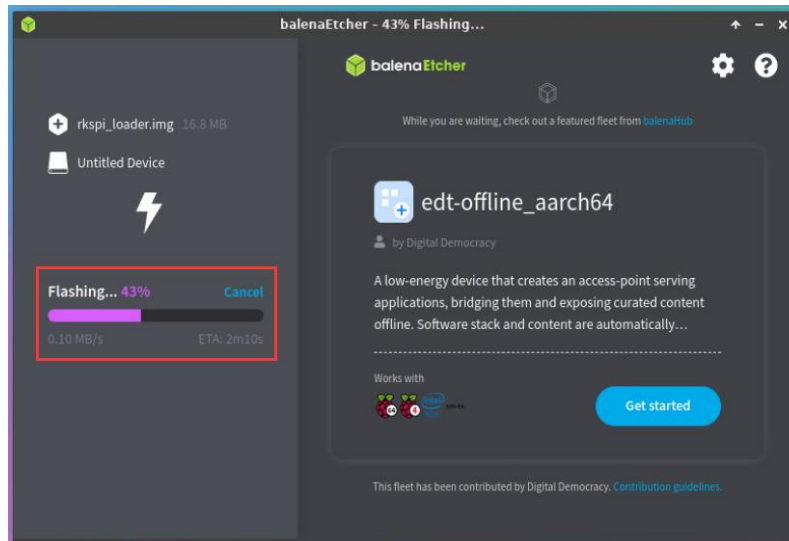 balenaEtcher - 43% Flashing...
balenaEtcher
While you are waiting, check out a featured fleet from balenaHub
rkspi_loader.img 16.8 MB
Untitled Device
Flashing... 43% Cancel
0.10 MB/s ETA: 2m10s
edt-offline_aarch64
by Digital Democracy
A low-energy device that creates an access-point serving
applications, bridging them and exposing curated content
offline. Software stack and content are automatically…
Works with
64 4
Get started
This fleet has been contributed by Digital Democracy. Contribution guidelines.